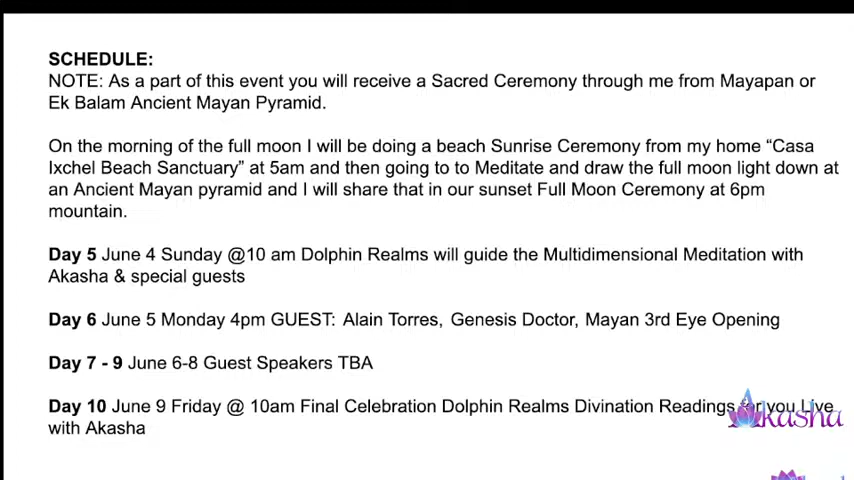 SCHEDULE:
NOTE: As a part of this event you will receive a Sacred Ceremony through me from Mayapan or
Ek Balam Ancient Mayan Pyramid.
On the morning of the full moon I will be doing a beach Sunrise Ceremony from my home “Casa
Ixchel Beach Sanctuary” at 5am and then going to to Meditate and draw the full moon light down at
an Ancient Mayan pyramid and I will share that in our sunset Full Moon Ceremony at 6pm
mountain.
Day 5 June 4 Sunday @10 am Dolphin Realms will guide the Multidimensional Meditation with
Akasha & special guests
Day 6 June 5 Monday 4pm GUEST: Alain Torres, Genesis Doctor, Mayan 3rd Eye Opening
Day 7 - 9 June 6-8 Guest Speakers TBA
Day 10 June 9 Friday @ 10am Final Celebration Dolphin Realms Divination Readings for you Live
with Akasha
Akasha